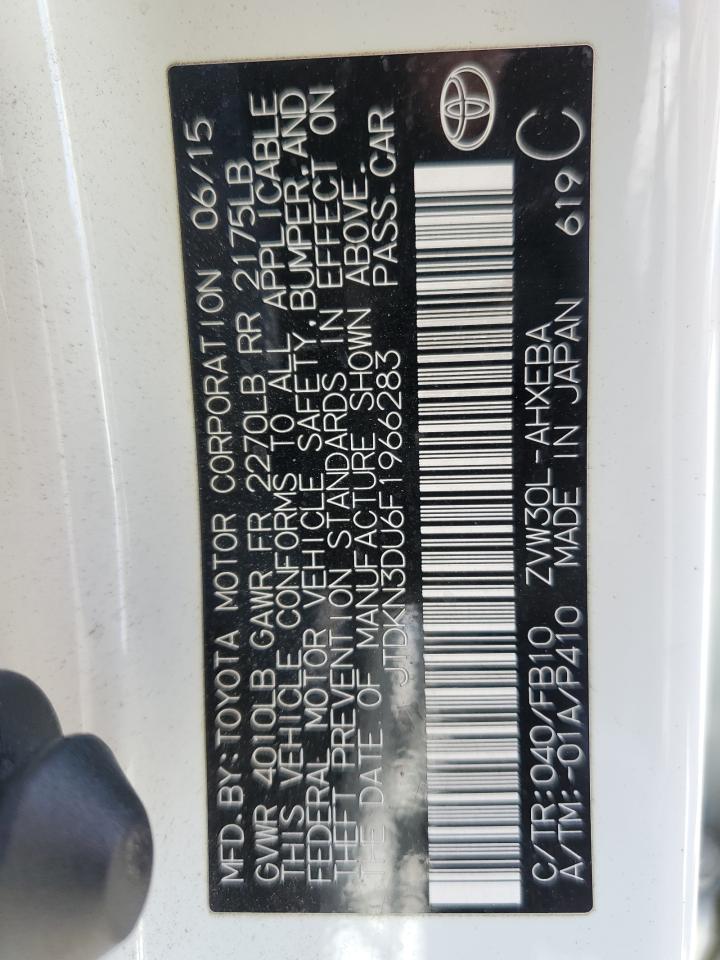 MFD. BY: TOYOTA MOTOR CORPORATION 06/15
GVWR 4010LB GAWR FR 2270LB RR 2175LB
THIS VEHICLE CONFORMS TO ALL APPLICABLE
FEDERAL MOTOR VEHICLE SAFETY, BUMPER, AND
THEFT PREVENTION STANDARDS IN EFFECT ON
THE DATE OF MANUFACTURE SHOWN ABOVE.
JTDKN3DU6F1966283 PASS. CAR
C/TR: 040/FB10 ZVW30L-AHXEBA
A/TM: -01A/P410 MADE IN JAPAN 619 C